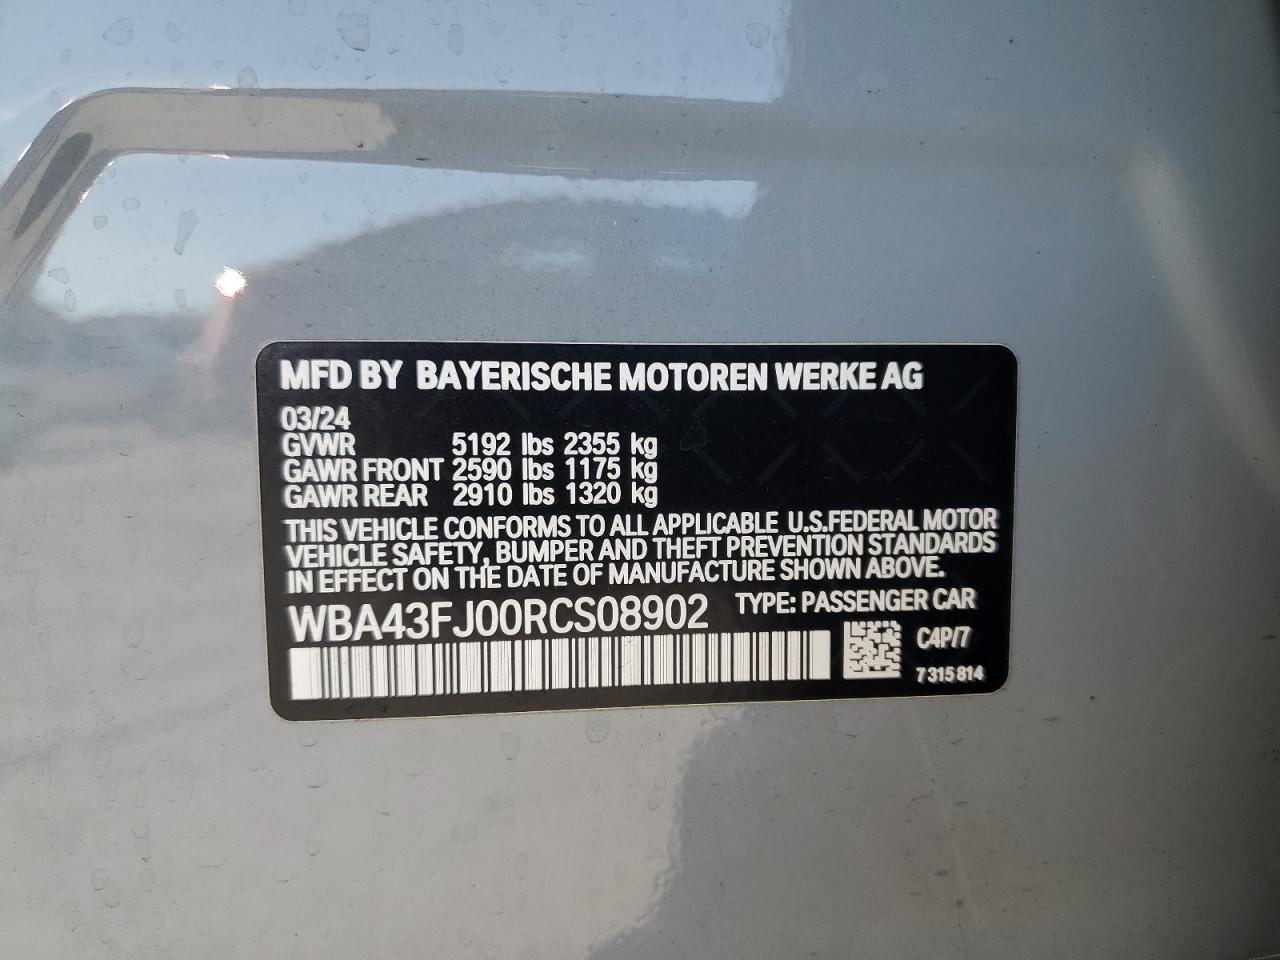 MFD BY BAYERISCHE MOTOREN WERKE AG
03/24
GVWR 5192 lbs 2355 kg
GAWR FRONT 2590 lbs 1175 kg
GAWR REAR 2910 lbs 1320 kg
THIS VEHICLE CONFORMS TO ALL APPLICABLE U.S.FEDERAL MOTOR
VEHICLE SAFETY, BUMPER AND THEFT PREVENTION STANDARDS
IN EFFECT ON THE DATE OF MANUFACTURE SHOWN ABOVE.
WBA43FJ00RCS08902 TYPE: PASSENGER CAR
C4P/7
7 315 814